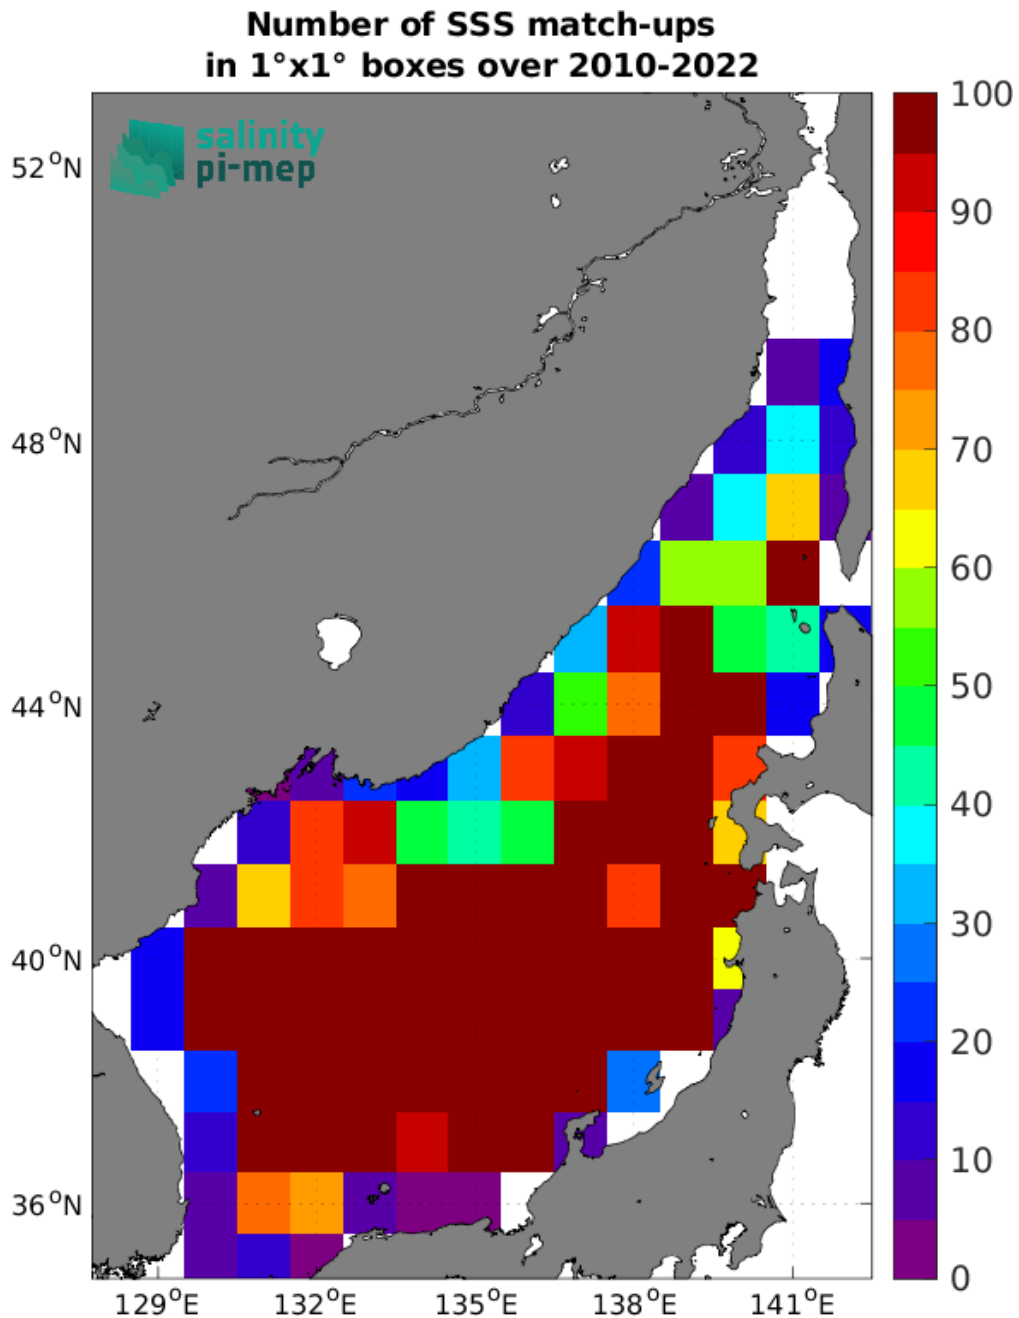 Number of SSS match-ups
in 1°x1° boxes over 2010-2022
salinity
pi-mep
52°N
48°N
44°N
40°N
36°N
129°E
132°E
135°E
138°E
141°E
100
90
80
70
60
50
40
30
20
10
0